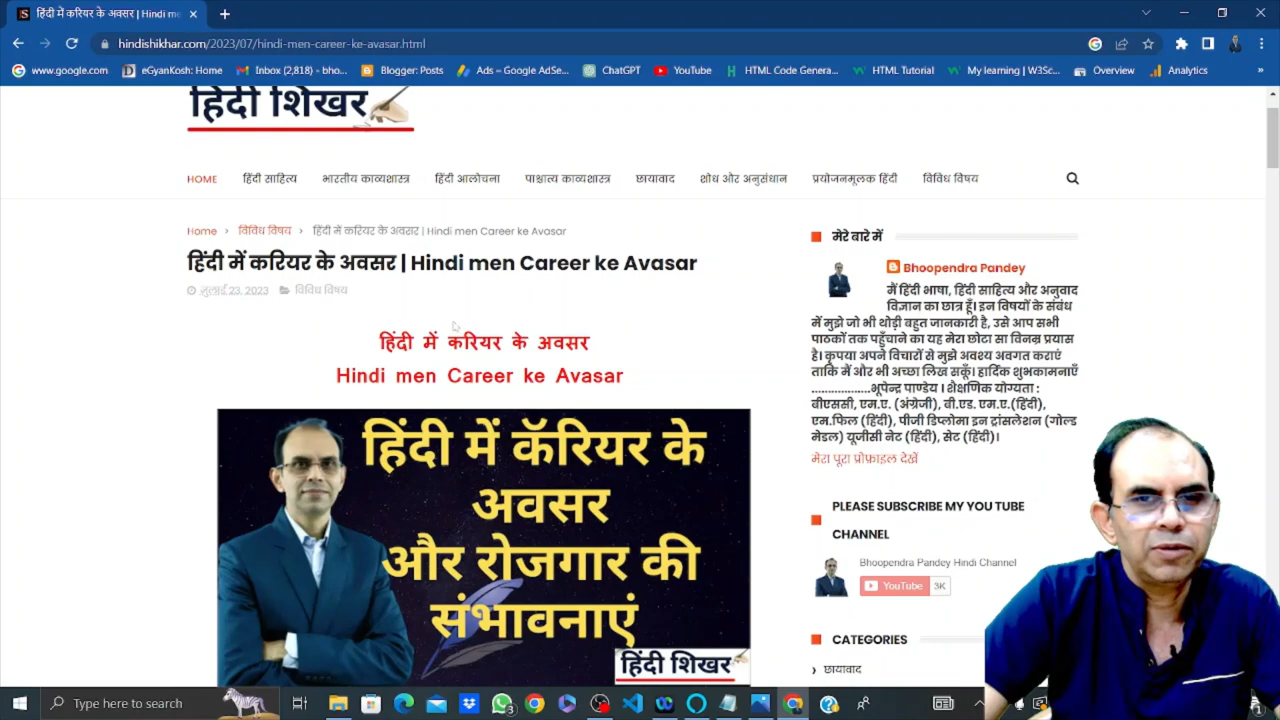 हिंदी में करियर के अवसर | Hindi me
hindishikhar.com/2023/07/hindi-men-career-ke-avasar.html
www.google.com eGyanKosh: Home Inbox (2,818) - bho... Blogger: Posts Ads – Google AdSe... ChatGPT YouTube HTML Code Genera... HTML Tutorial My learning | W3Sc... Overview Analytics
हिंदी शिखर
HOME हिंदी साहित्य भारतीय काव्यशास्त्र हिंदी आलोचना पाश्चात्य काव्यशास्त्र छायावाद शोध और अनुसंधान प्रयोजनमूलक हिंदी विविध विषय
Home › विविध विषय › हिंदी में करियर के अवसर | Hindi men Career ke Avasar
हिंदी में करियर के अवसर | Hindi men Career ke Avasar
जुलाई 23, 2023 विविध विषय
हिंदी में करियर के अवसर
Hindi men Career ke Avasar
हिंदी में कॅरियर के
अवसर
और रोजगार की
संभावनाएं
हिंदी शिखर
मेरे बारे में
Bhoopendra Pandey
मैं हिंदी भाषा, हिंदी साहित्य और अनुवाद
विज्ञान का छात्र हूँ। इन विषयों के संबंध
में मुझे जो भी थोड़ी बहुत जानकारी है, उसे आप सभी
पाठकों तक पहुँचाने का यह मेरा छोटा सा विनम्र प्रयास
है। कृपया अपने विचारों से मुझे अवश्य अवगत कराएं
ताकि मैं और भी अच्छा लिख सकूँ। हार्दिक शुभकामनाएँ
..................भूपेन्द्र पाण्डेय । शैक्षणिक योग्यता :
बीएससी, एम.ए. (अंग्रेजी), बी.एड. एम.ए.(हिंदी),
एम.फिल (हिंदी), पीजी डिप्लोमा इन ट्रांसलेशन (गोल्ड
मेडल) यूजीसी नेट (हिंदी), सेट (हिंदी)।
मेरा पूरा प्रोफ़ाइल देखें
PLEASE SUBSCRIBE MY YOU TUBE
CHANNEL
Bhoopendra Pandey Hindi Channel
YouTube 3K
CATEGORIES
› छायावाद
Type here to search
3
1